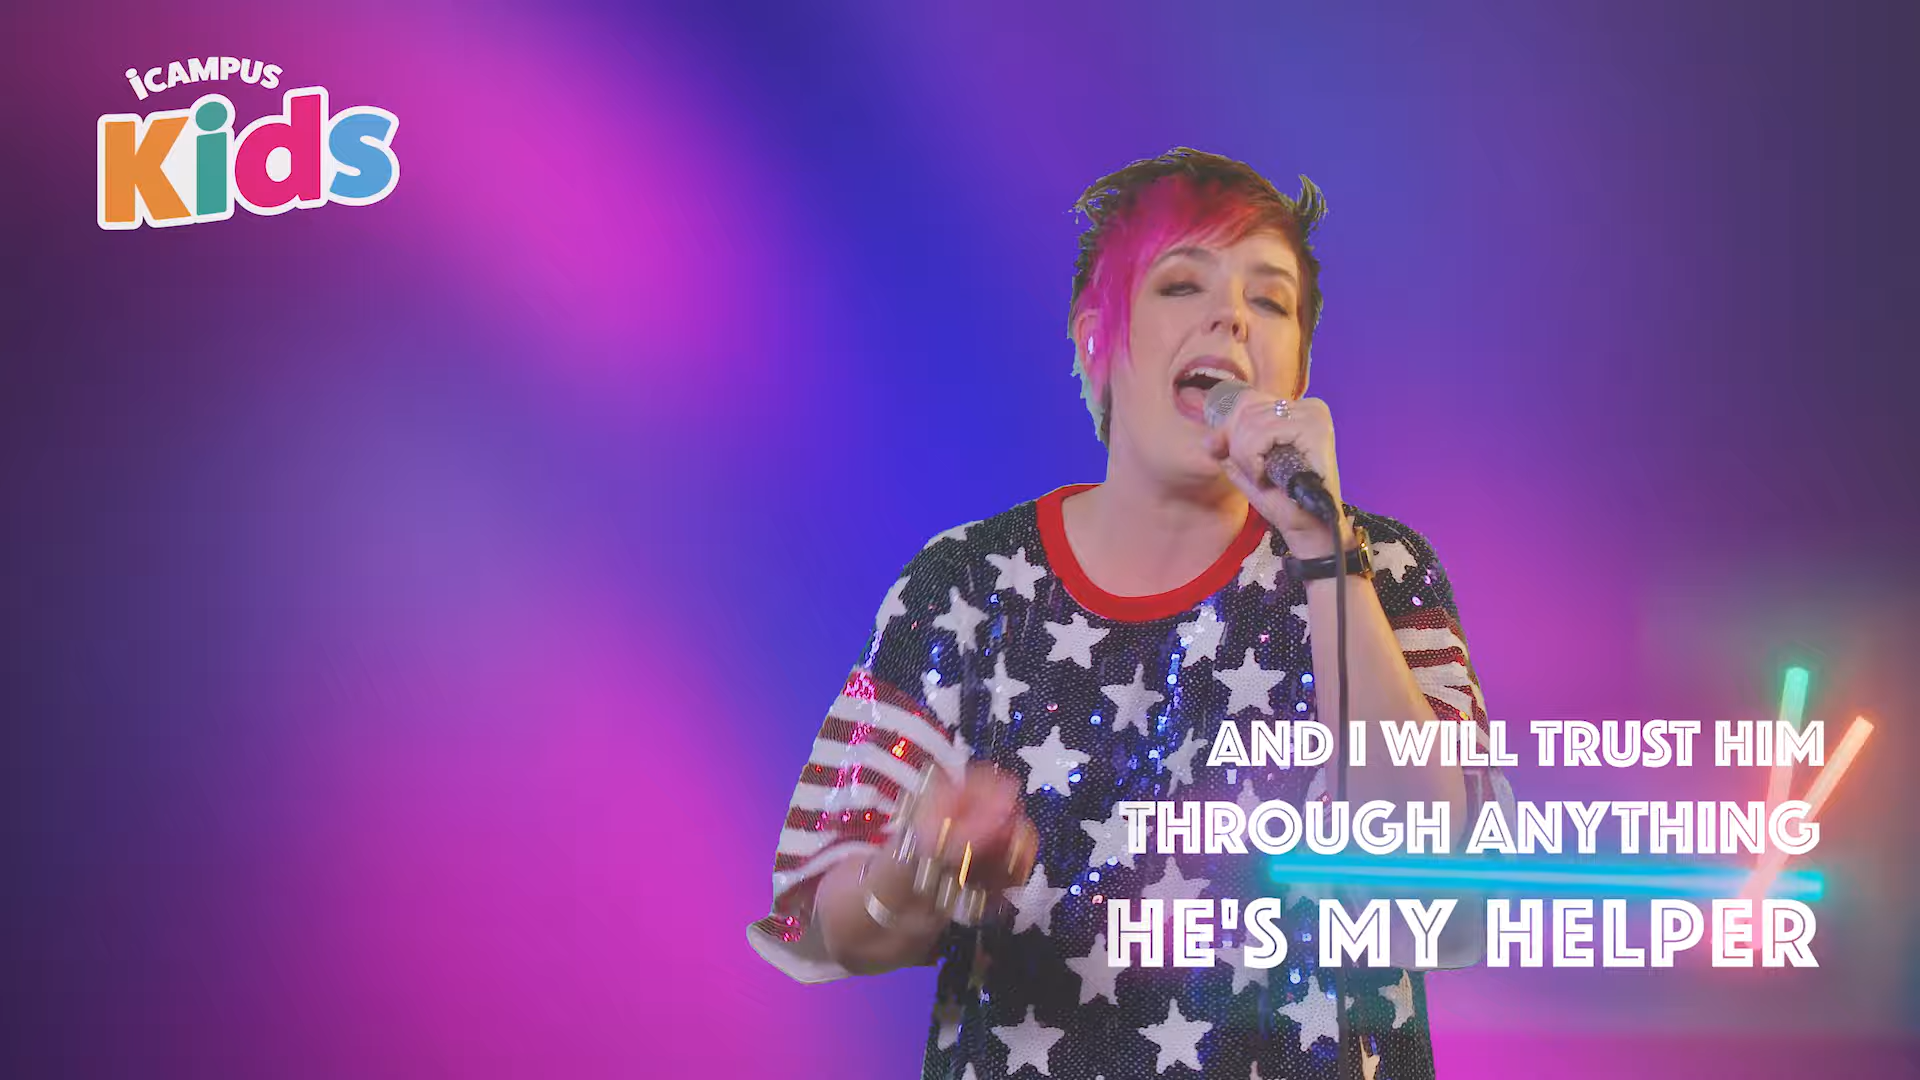 iCAMPUS
Kids
AND I WILL TRUST HIM
THROUGH ANYTHING
HE'S MY HELPER